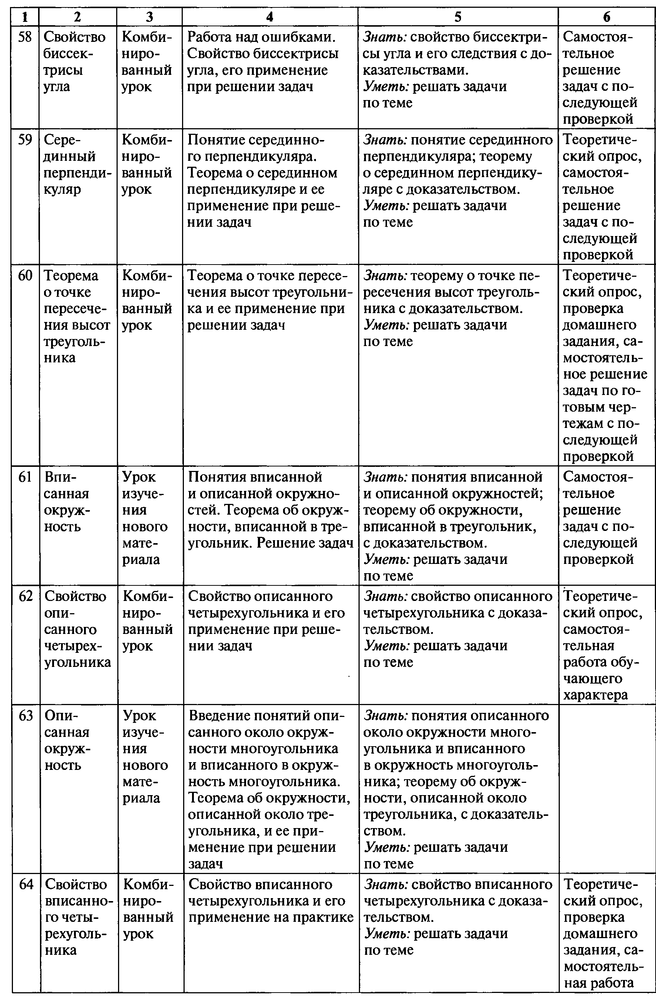 1 2 3 4 5 6
58
Свойство
биссек-
трисы
угла
Комби-
ниро-
ванный
урок
Работа над ошибками.
Свойство биссектрисы
угла, его применение
при решении задач
Знать: свойство биссектри-
сы угла и его следствия с до-
казательствами.
Уметь: решать задачи
по теме
Самостоя-
тельное
решение
задач с по-
следующей
проверкой
59
Сере-
динный
перпенди-
куляр
Комби-
ниро-
ванный
урок
Понятие серединно-
го перпендикуляра.
Теорема о серединном
перпендикуляре и ее
применение при реше-
нии задач
Знать: понятие серединного
перпендикуляра; теорему
о серединном перпендику-
ляре с доказательством.
Уметь: решать задачи
по теме
Теоретиче-
ский опрос,
самостоя-
тельное
решение
задач с по-
следующей
проверкой
60
Теорема
о точке
пересече-
ния высот
треуголь-
ника
Комби-
ниро-
ванный
урок
Теорема о точке пересе-
чения высот треугольни-
ка и ее применение при
решении задач
Знать: теорему о точке пе-
ресечения высот треуголь-
ника с доказательством.
Уметь: решать задачи
по теме
Теоретиче-
ский опрос,
проверка
домашнего
задания, са-
мостоятель-
ное решение
задач по го-
товым чер-
тежам с по-
следующей
проверкой
61
Впи-
санная
окруж-
ность
Урок
изуче-
ния
нового
мате-
риала
Понятия вписанной
и описанной окружно-
стей. Теорема об окруж-
ности, вписанной в тре-
угольник. Решение задач
Знать: понятия вписанной
и описанной окружностей;
теорему об окружности,
вписанной в треугольник,
с доказательством.
Уметь: решать задачи
по теме
Самостоя-
тельное
решение
задач с по-
следующей
проверкой
62
Свойство
опи-
санного
четырех-
угольника
Комби-
ниро-
ванный
урок
Свойство описанного
четырехугольника и его
применение при реше-
нии задач
Знать: свойство описанного
четырехугольника с доказа-
тельством.
Уметь: решать задачи
по теме
Теоретиче-
ский опрос,
самостоя-
тельная
работа обу-
чающего
характера
63
Опи-
санная
окруж-
ность
Урок
изуче-
ния
нового
мате-
риала
Введение понятий опи-
санного около окруж-
ности многоугольника
и вписанного в окруж-
ность многоугольника.
Теорема об окружности,
описанной около тре-
угольника, и ее при-
менение при решении
задач
Знать: понятия описанного
около окружности много-
угольника и вписанного
в окружность многоуголь-
ника; теорему об окруж-
ности, описанной около
треугольника, с доказатель-
ством.
Уметь: решать задачи
по теме
64
Свойство
вписанно-
го четы-
рехуголь-
ника
Комби-
ниро-
ванный
урок
Свойство вписанного
четырехугольника и его
применение на практике
Знать: свойство вписанного
четырехугольника с доказа-
тельством.
Уметь: решать задачи
по теме
Теоретиче-
ский опрос,
проверка
домашнего
задания, са-
мостоятель-
ная работа